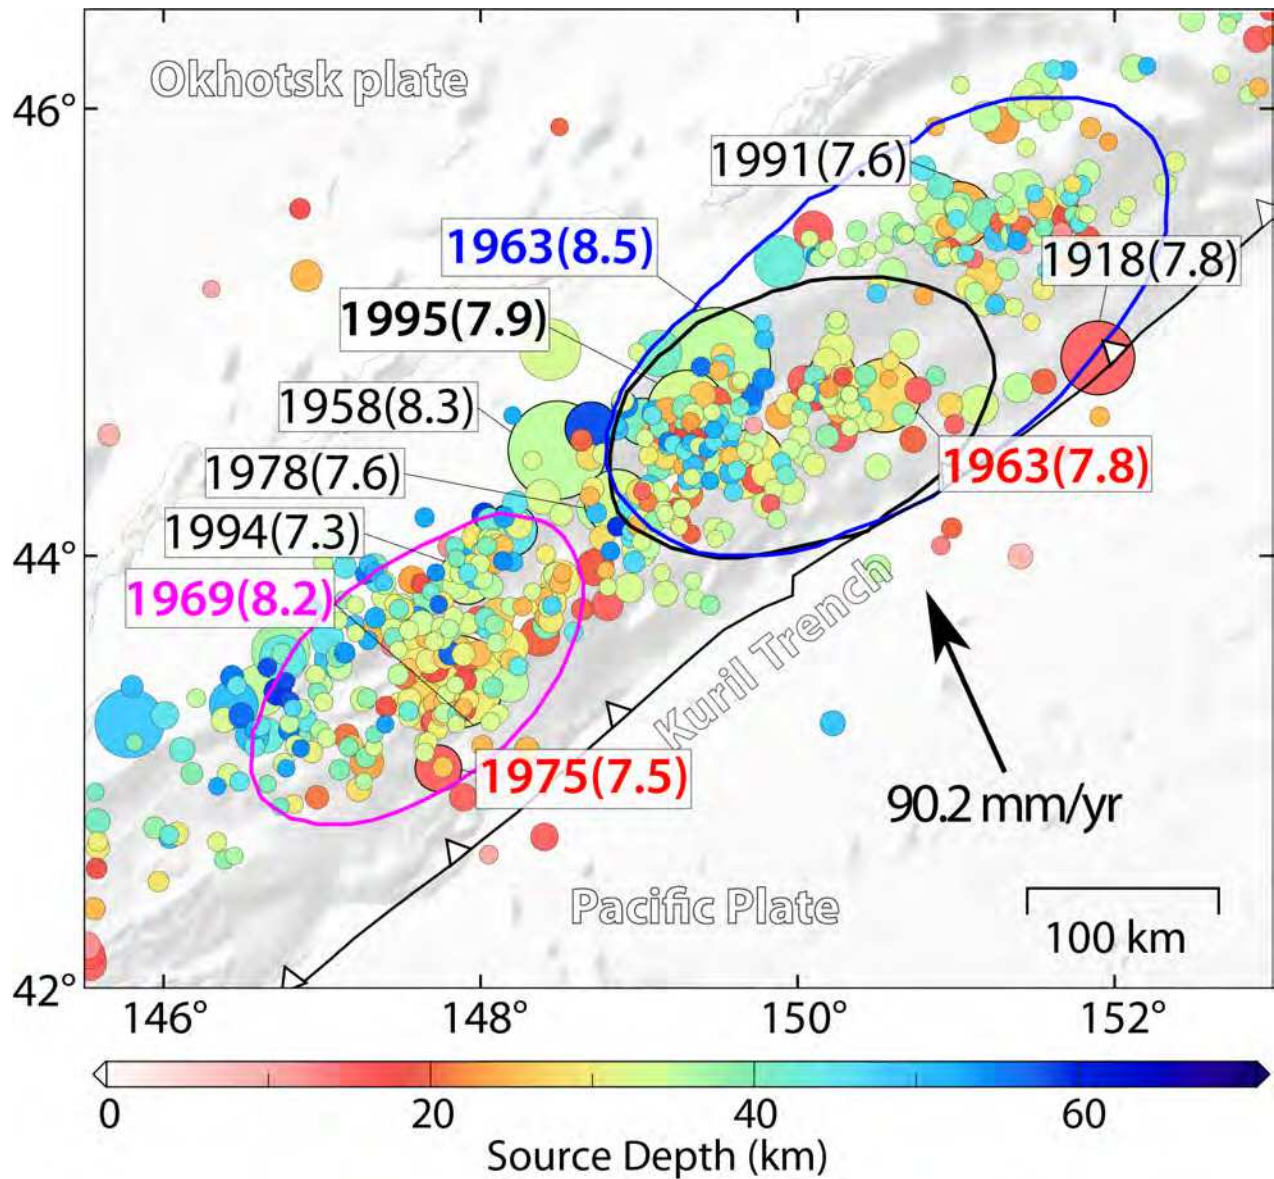 Okhotsk plate
46°
1991(7.6)
1963(8.5)
1918(7.8)
1995(7.9)
1958(8.3)
1978(7.6)
1963(7.8)
1994(7.3)
44°
1969(8.2)
Kuril Trench
1975(7.5)
90.2 mm/yr
Pacific Plate
100 km
42°
146° 148° 150° 152°
0 20 40 60
Source Depth (km)